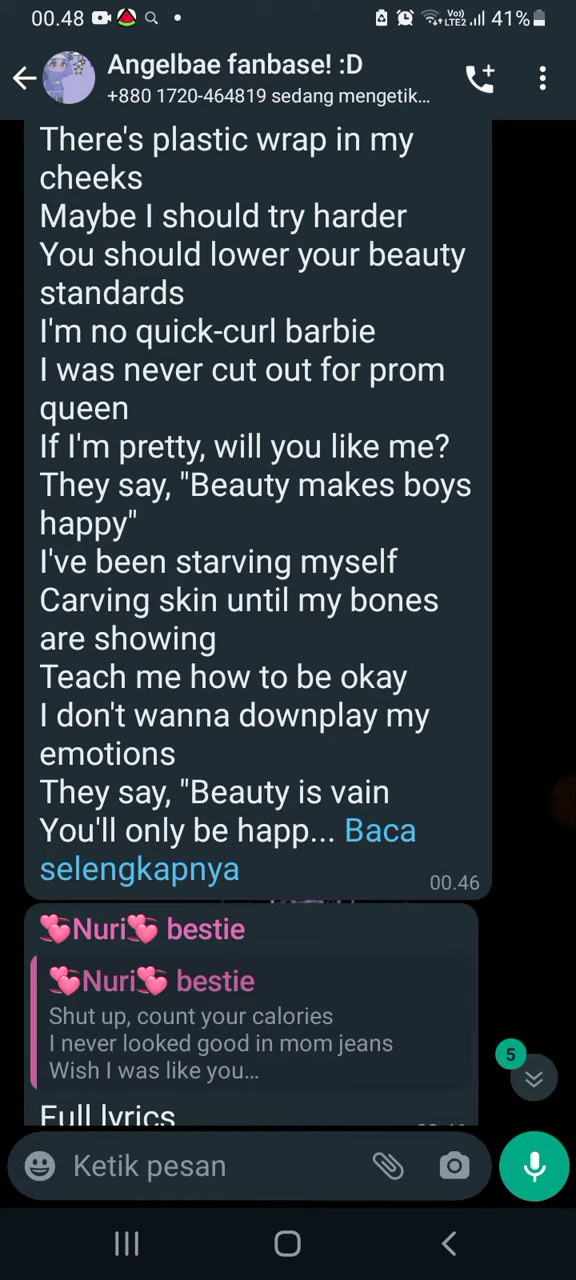 00.48
Vo)) LTE2
41%
Angelbae fanbase! :D
+880 1720-464819 sedang mengetik...
There's plastic wrap in my
cheeks
Maybe I should try harder
You should lower your beauty
standards
I'm no quick-curl barbie
I was never cut out for prom
queen
If I'm pretty, will you like me?
They say, "Beauty makes boys
happy"
I've been starving myself
Carving skin until my bones
are showing
Teach me how to be okay
I don't wanna downplay my
emotions
They say, "Beauty is vain
You'll only be happ... Baca
selengkapnya
00.46
💞Nuri💞 bestie
💞Nuri💞 bestie
Shut up, count your calories
I never looked good in mom jeans
Wish I was like you...
Full lyrics
5
Ketik pesan